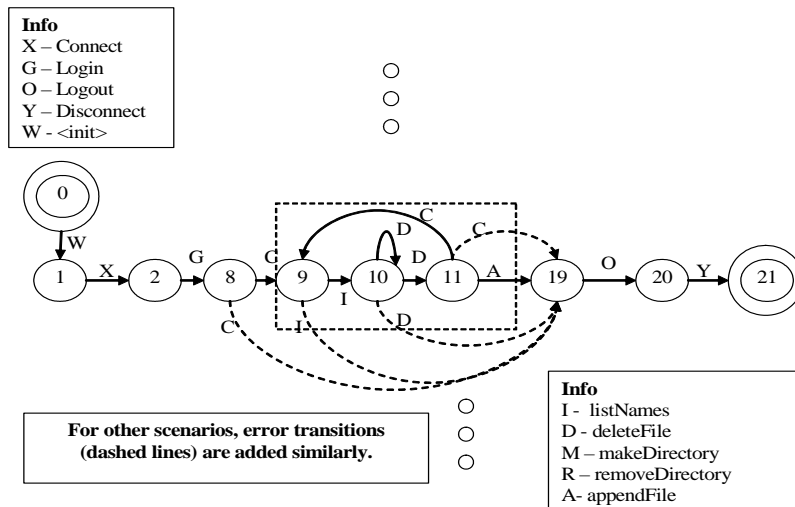 Info
X – Connect
G – Login
O – Logout
Y – Disconnect
W - <init>
0
W
C
D
C
1
X
2
G
8
C
9
I
10
D
11
A
19
O
20
Y
21
C
I
D
For other scenarios, error transitions
(dashed lines) are added similarly.
Info
I - listNames
D - deleteFile
M – makeDirectory
R – removeDirectory
A- appendFile